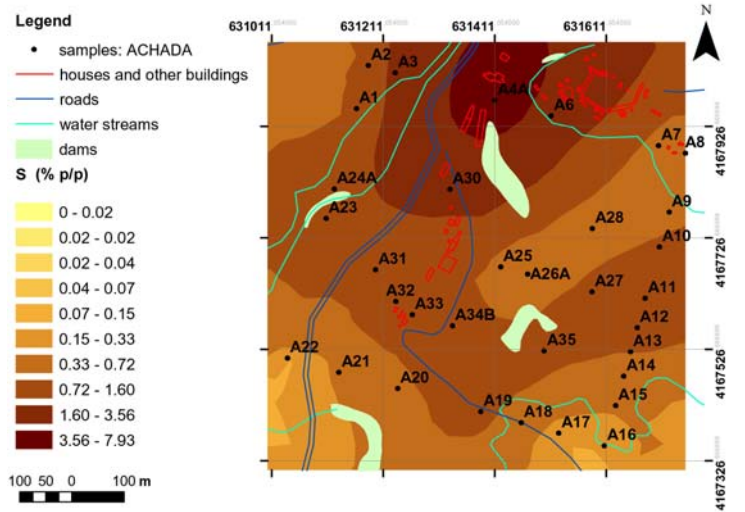 Legend
samples: ACHADA
houses and other buildings
roads
water streams
dams
S (% p/p)
0 - 0.02
0.02 - 0.02
0.02 - 0.04
0.04 - 0.07
0.07 - 0.15
0.15 - 0.33
0.33 - 0.72
0.72 - 1.60
1.60 - 3.56
3.56 - 7.93
100 50 0 100 m
631011 631211 631411 631611
N
4167926
4167726
4167526
4167326
A2
A3
A1
A4A
A6
A7
A8
A24A
A30
A23
A9
A28
A10
A31
A25
A26A
A27
A11
A32
A33
A34B
A12
A35
A13
A22
A21
A14
A20
A15
A19
A18
A17
A16